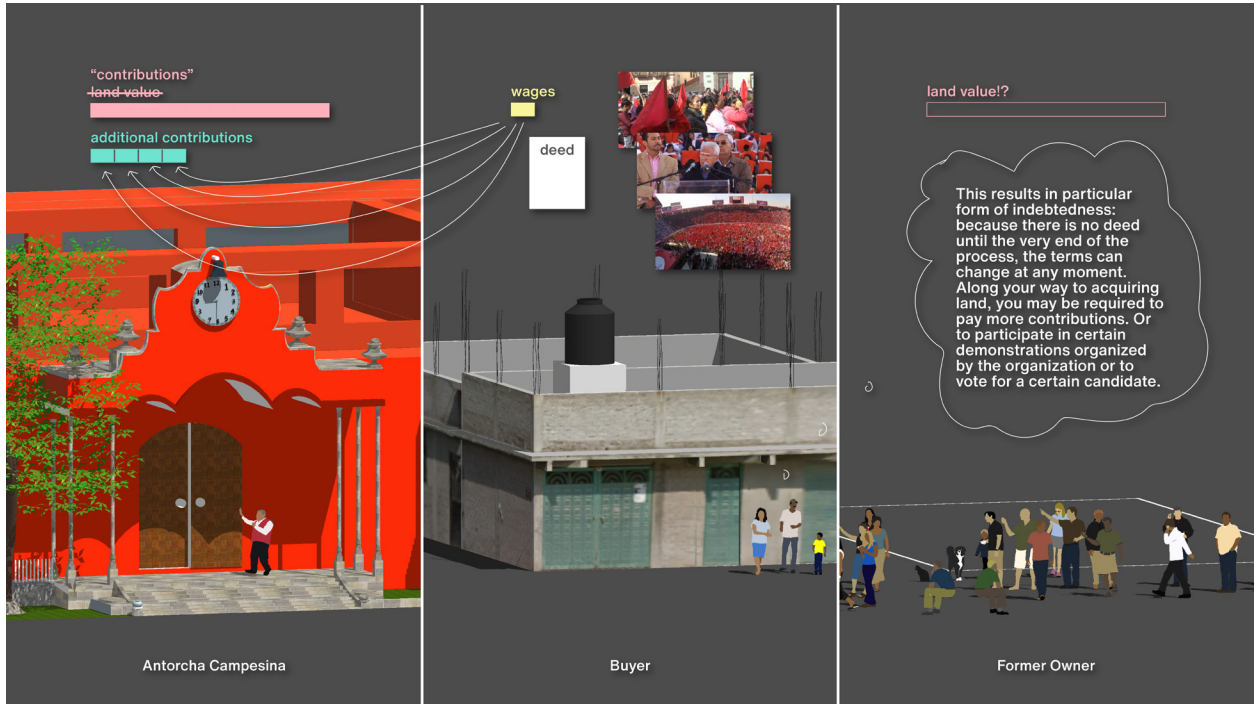 “contributions”
land value
additional contributions
wages
deed
land value!?
This results in particular
form of indebtedness:
because there is no deed
until the very end of the
process, the terms can
change at any moment.
Along your way to acquiring
land, you may be required to
pay more contributions. Or
to participate in certain
demonstrations organized
by the organization or to
vote for a certain candidate.
Antorcha Campesina
Buyer
Former Owner